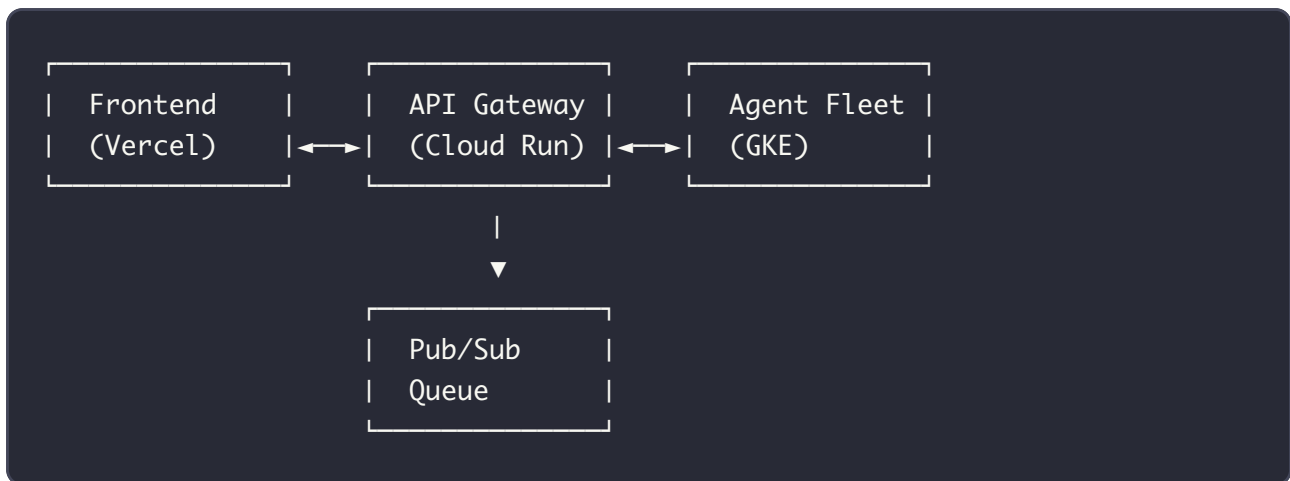 Frontend
(Vercel)
API Gateway
(Cloud Run)
Agent Fleet
(GKE)
Pub/Sub
Queue